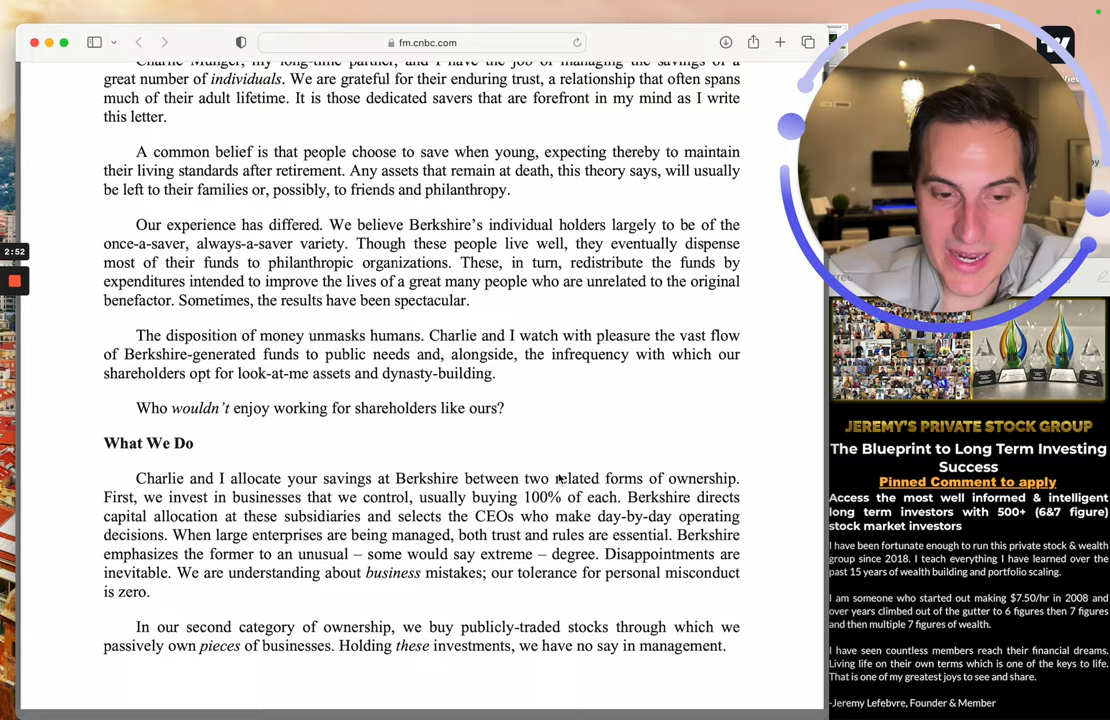 fm.cnbc.com
Charlie Munger, my long-time partner, and I have the job of managing the savings of a
great number of individuals. We are grateful for their enduring trust, a relationship that often spans
much of their adult lifetime. It is those dedicated savers that are forefront in my mind as I write
this letter.
A common belief is that people choose to save when young, expecting thereby to maintain
their living standards after retirement. Any assets that remain at death, this theory says, will usually
be left to their families or, possibly, to friends and philanthropy.
Our experience has differed. We believe Berkshire’s individual holders largely to be of the
once-a-saver, always-a-saver variety. Though these people live well, they eventually dispense
most of their funds to philanthropic organizations. These, in turn, redistribute the funds by
expenditures intended to improve the lives of a great many people who are unrelated to the original
benefactor. Sometimes, the results have been spectacular.
The disposition of money unmasks humans. Charlie and I watch with pleasure the vast flow
of Berkshire-generated funds to public needs and, alongside, the infrequency with which our
shareholders opt for look-at-me assets and dynasty-building.
Who wouldn’t enjoy working for shareholders like ours?
What We Do
Charlie and I allocate your savings at Berkshire between two related forms of ownership.
First, we invest in businesses that we control, usually buying 100% of each. Berkshire directs
capital allocation at these subsidiaries and selects the CEOs who make day-by-day operating
decisions. When large enterprises are being managed, both trust and rules are essential. Berkshire
emphasizes the former to an unusual – some would say extreme – degree. Disappointments are
inevitable. We are understanding about business mistakes; our tolerance for personal misconduct
is zero.
In our second category of ownership, we buy publicly-traded stocks through which we
passively own pieces of businesses. Holding these investments, we have no say in management.
2:52
JEREMY'S PRIVATE STOCK GROUP
The Blueprint to Long Term Investing
Success
Pinned Comment to apply
Access the most well informed & intelligent
long term investors with 500+ (6&7 figure)
stock market investors
I have been fortunate enough to run this private stock & wealth
group since 2018. I teach everything I have learned over the
past 15 years of wealth building and portfolio scaling.
I am someone who started out making $7.50/hr in 2008 and
over years climbed out of the gutter to 6 figures then 7 figures
and then multiple 7 figures of wealth.
I have seen countless members reach their financial dreams.
Living life on their own terms which is one of the keys to life.
That is one of my greatest joys to see and share.
-Jeremy Lefebvre, Founder & Member